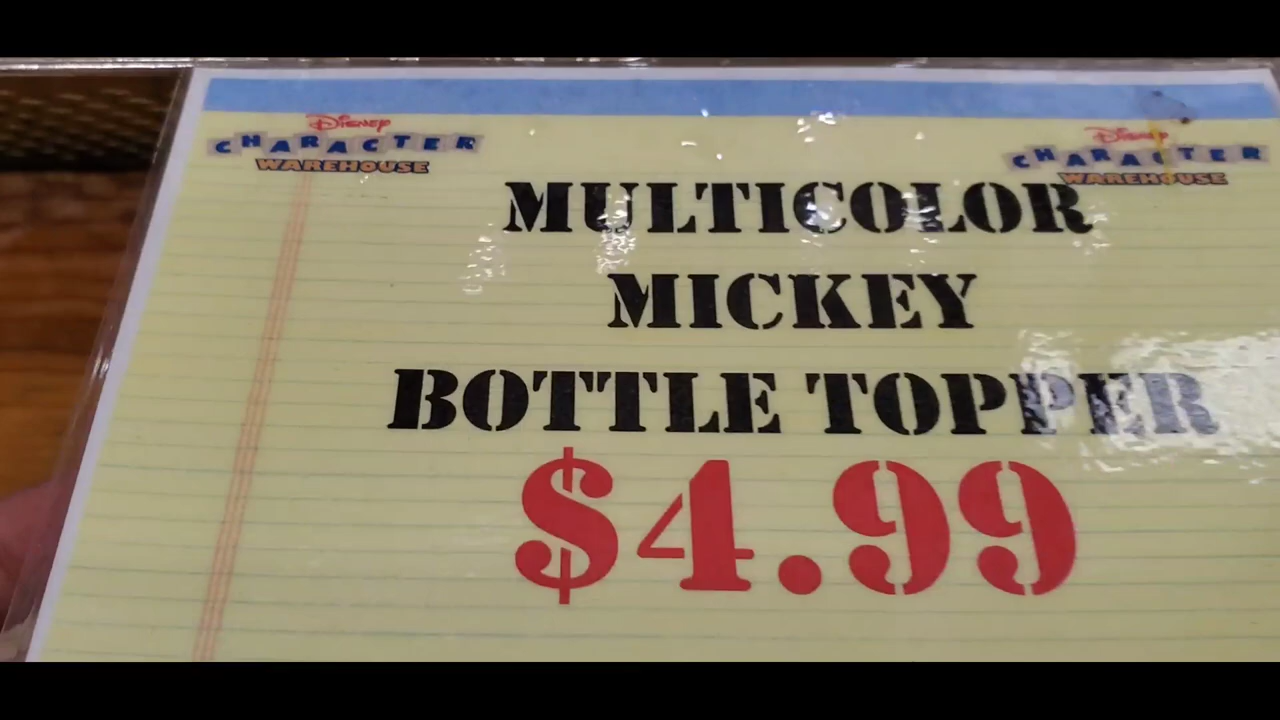 Disney
CHARACTER
WAREHOUSE
Disney
CHARACTER
WAREHOUSE
MULTICOLOR
MICKEY
BOTTLE TOPPER
$4.99